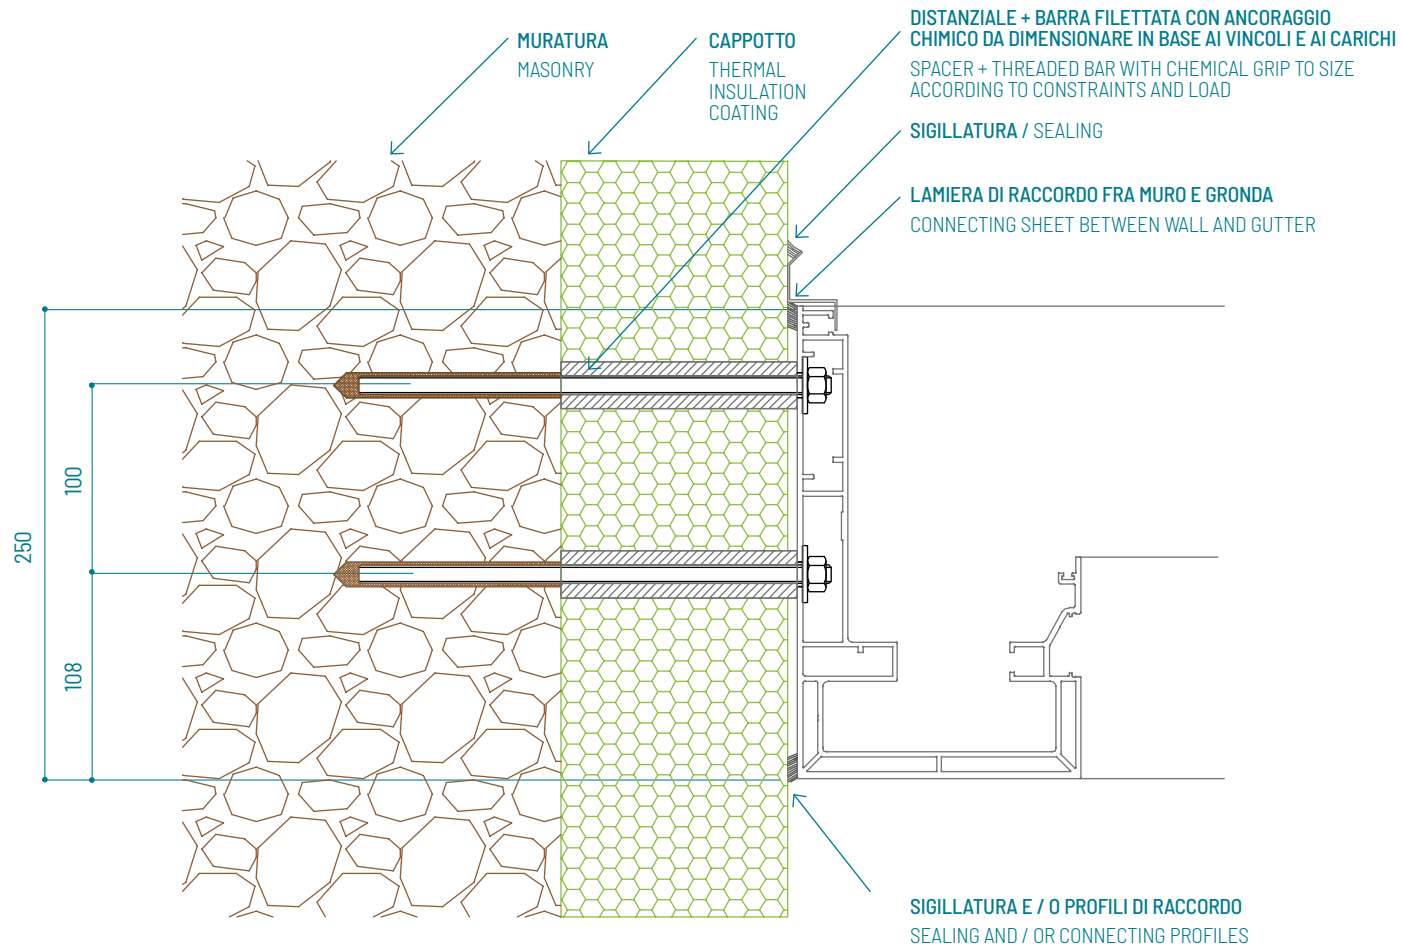 MURATURA
MASONRY
CAPPOTTO
THERMAL
INSULATION
COATING
DISTANZIALE + BARRA FILETTATA CON ANCORAGGIO
CHIMICO DA DIMENSIONARE IN BASE AI VINCOLI E AI CARICHI
SPACER + THREADED BAR WITH CHEMICAL GRIP TO SIZE
ACCORDING TO CONSTRAINTS AND LOAD
SIGILLATURA / SEALING
LAMIERA DI RACCORDO FRA MURO E GRONDA
CONNECTING SHEET BETWEEN WALL AND GUTTER
250
100
108
SIGILLATURA E / O PROFILI DI RACCORDO
SEALING AND / OR CONNECTING PROFILES